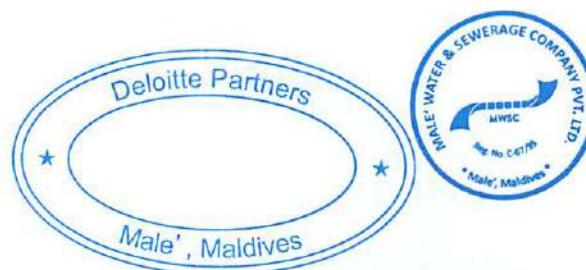 Deloitte Partners
Male', Maldives
MALE' WATER & SEWERAGE COMPANY PVT. LTD.
MWSC
Reg. No. C-67/95
* Male', Maldives *